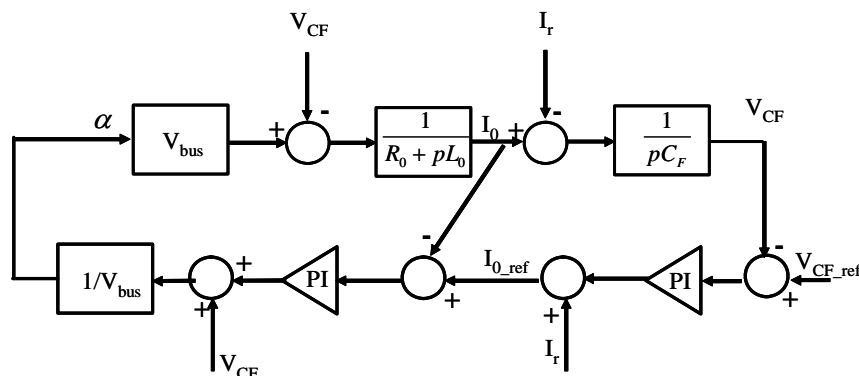 V_CF
I_r
α
V_bus
+
-
1
R_0 + pL_0
I_0
+
-
1
pC_F
V_CF
1/V_bus
+
+
V_CF
PI
-
+
I_0_ref
+
I_r
PI
-
+
V_CF_ref